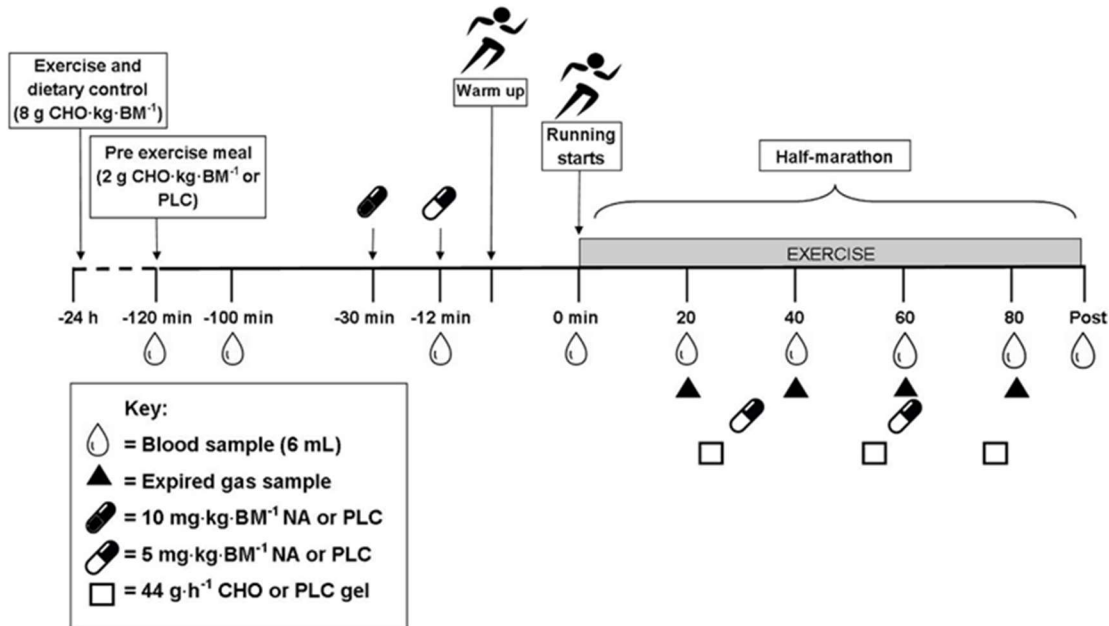 Exercise and
dietary control
(8 g CHO·kg·BM⁻¹)
Pre exercise meal
(2 g CHO·kg·BM⁻¹ or
PLC)
Warm up
Running
starts
Half-marathon
EXERCISE
-24 h
-120 min
-100 min
-30 min
-12 min
0 min
20
40
60
80
Post
Key:
= Blood sample (6 mL)
= Expired gas sample
= 10 mg·kg·BM⁻¹ NA or PLC
= 5 mg·kg·BM⁻¹ NA or PLC
= 44 g·h⁻¹ CHO or PLC gel